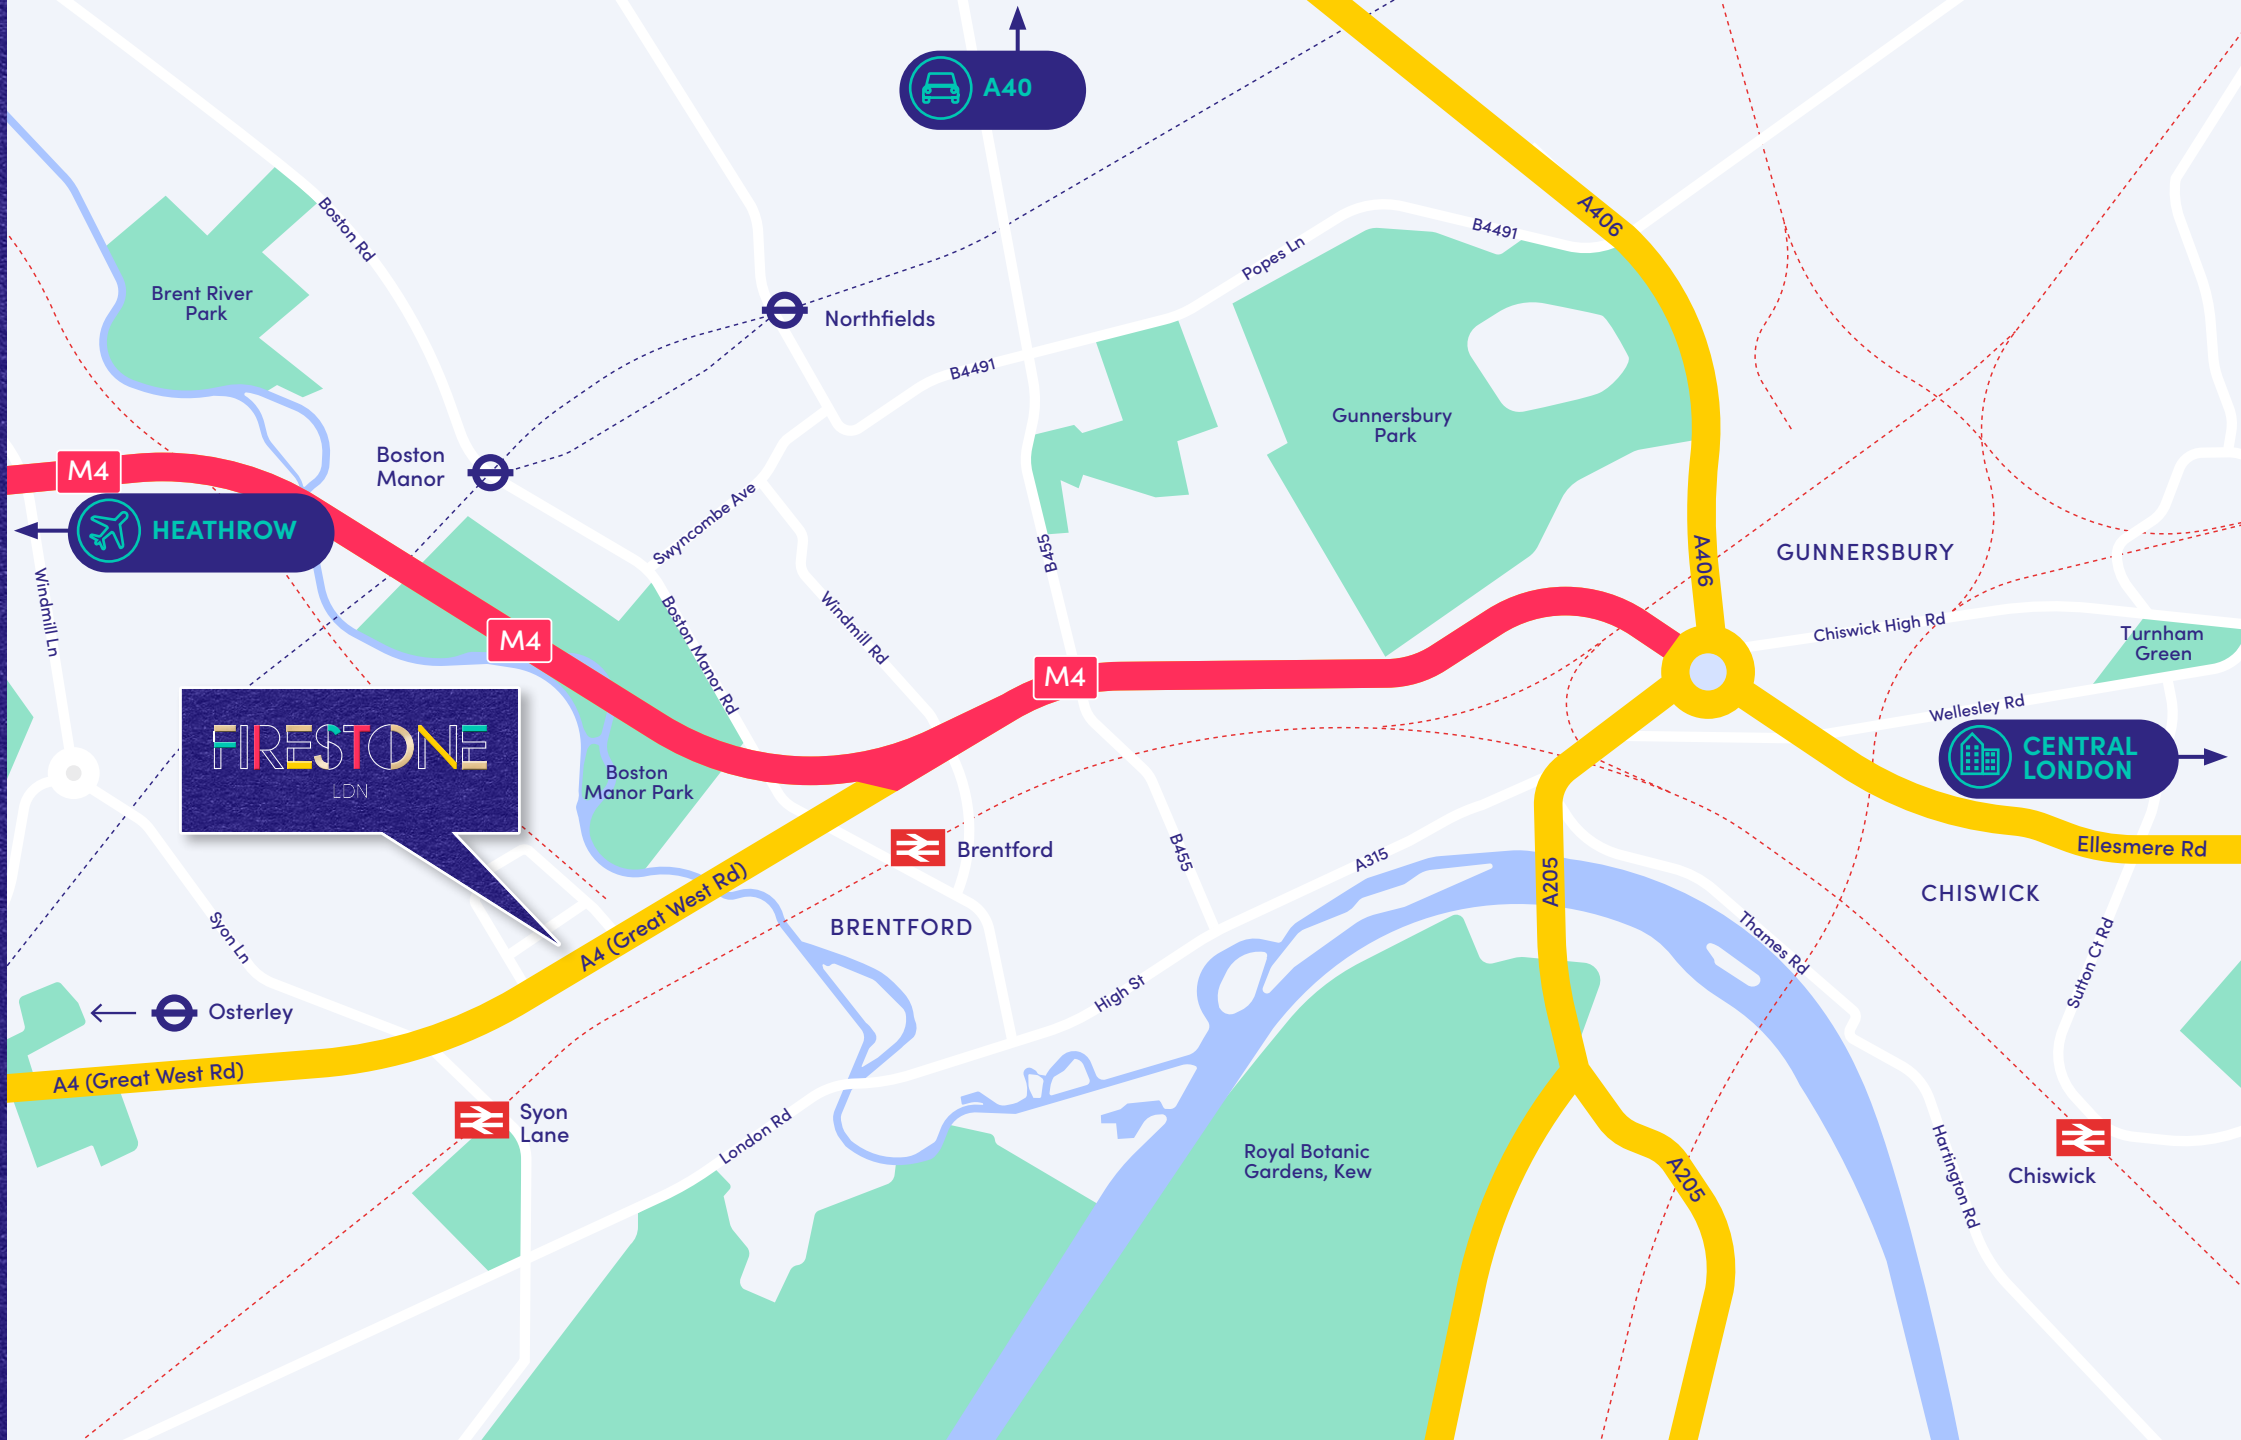 A40
A406
B4491
Boston Rd
Popes Ln
Brent River
Park
Northfields
B4491
Gunnersbury
Park
Boston
Manor
M4
HEATHROW
Swyncombe Ave
B455
A406
GUNNERSBURY
Windmill Ln
M4
Boston Manor Rd
Windmill Rd
Chiswick High Rd
Turnham
Green
M4
Wellesley Rd
FIRESTONE
LDN
CENTRAL
LONDON
Boston
Manor Park
Brentford
B455
A315
A205
Ellesmere Rd
CHISWICK
A4 (Great West Rd)
BRENTFORD
Syon Ln
Thames Rd
Sutton Ct Rd
High St
Osterley
A4 (Great West Rd)
Syon
Lane
London Rd
Royal Botanic
Gardens, Kew
A205
Hartington Rd
Chiswick